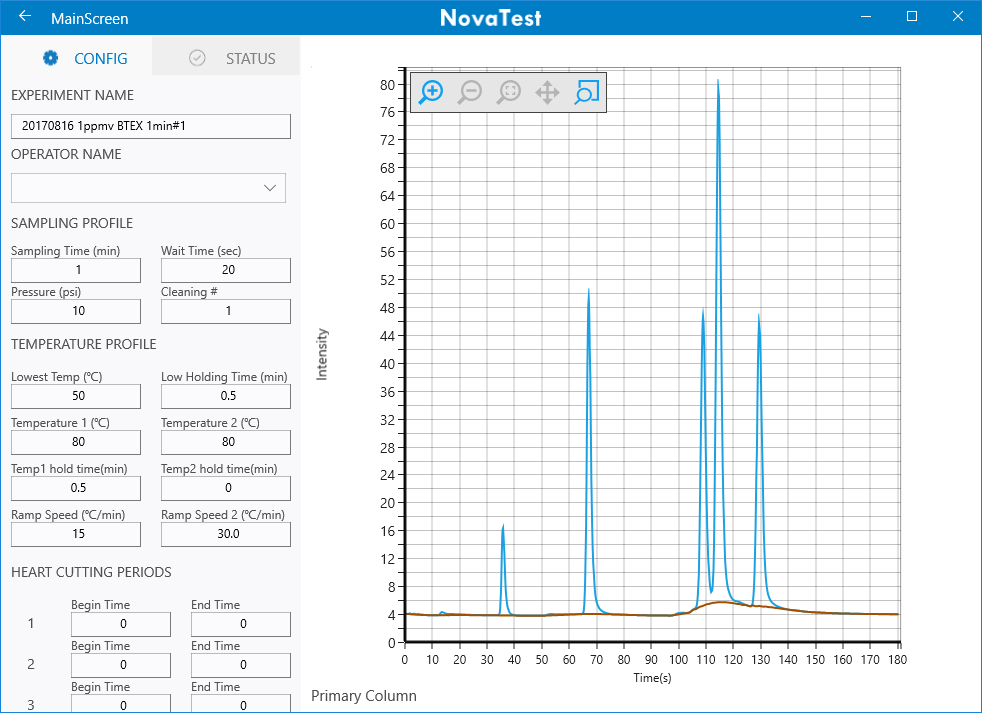 MainScreen
NovaTest
CONFIG
STATUS
EXPERIMENT NAME
20170816 1ppmv BTEX 1min#1
OPERATOR NAME
SAMPLING PROFILE
Sampling Time (min) Wait Time (sec)
1 20
Pressure (psi) Cleaning #
10 1
TEMPERATURE PROFILE
Lowest Temp (℃) Low Holding Time (min)
50 0.5
Temperature 1 (℃) Temperature 2 (℃)
80 80
Temp1 hold time(min) Temp2 hold time(min)
0.5 0
Ramp Speed (℃/min) Ramp Speed 2 (℃/min)
15 30.0
HEART CUTTING PERIODS
Begin Time End Time
1 0 0
Begin Time End Time
2 0 0
Begin Time End Time
3 0 0
80
76
72
68
64
60
56
52
48
44
40
36
32
28
24
20
16
12
8
4
0
Intensity
0 10 20 30 40 50 60 70 80 90 100 110 120 130 140 150 160 170 180
Time(s)
Primary Column